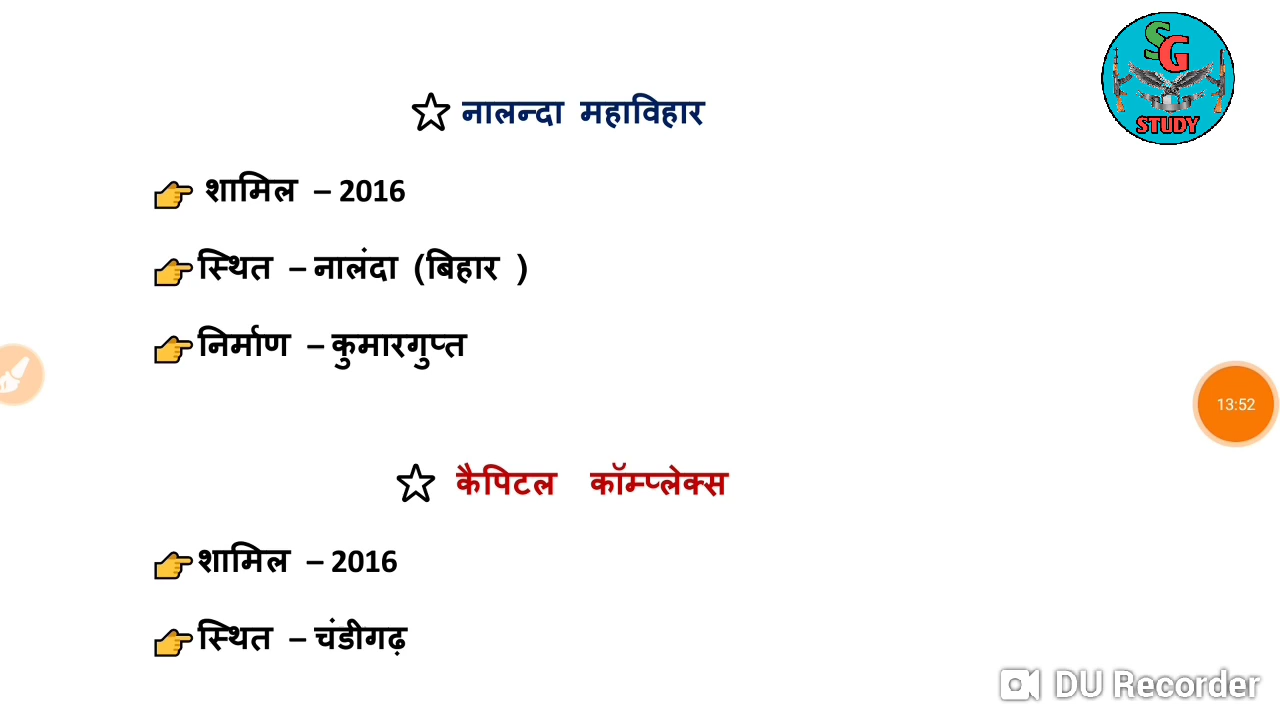 SG
STUDY
नालन्दा महाविहार
शामिल – 2016
स्थित – नालंदा (बिहार )
निर्माण – कुमारगुप्त
13:52
कैपिटल कॉम्प्लेक्स
शामिल – 2016
स्थित – चंडीगढ़
DU Recorder